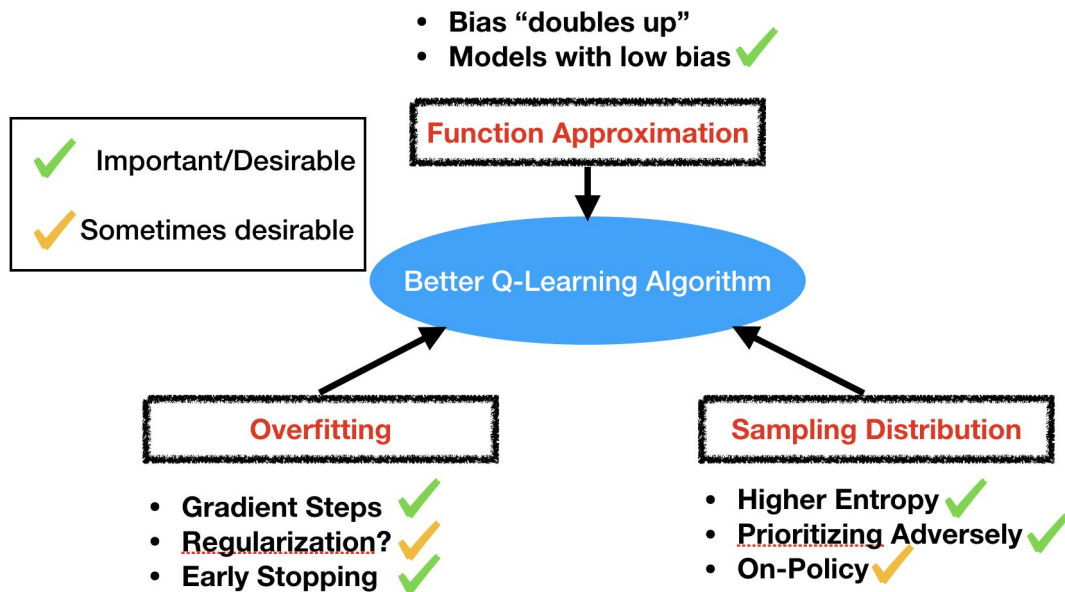 • Bias “doubles up”
• Models with low bias
Function Approximation
Important/Desirable
Sometimes desirable
Better Q-Learning Algorithm
Overfitting
• Gradient Steps
• Regularization?
• Early Stopping
Sampling Distribution
• Higher Entropy
• Prioritizing Adversely
• On-Policy